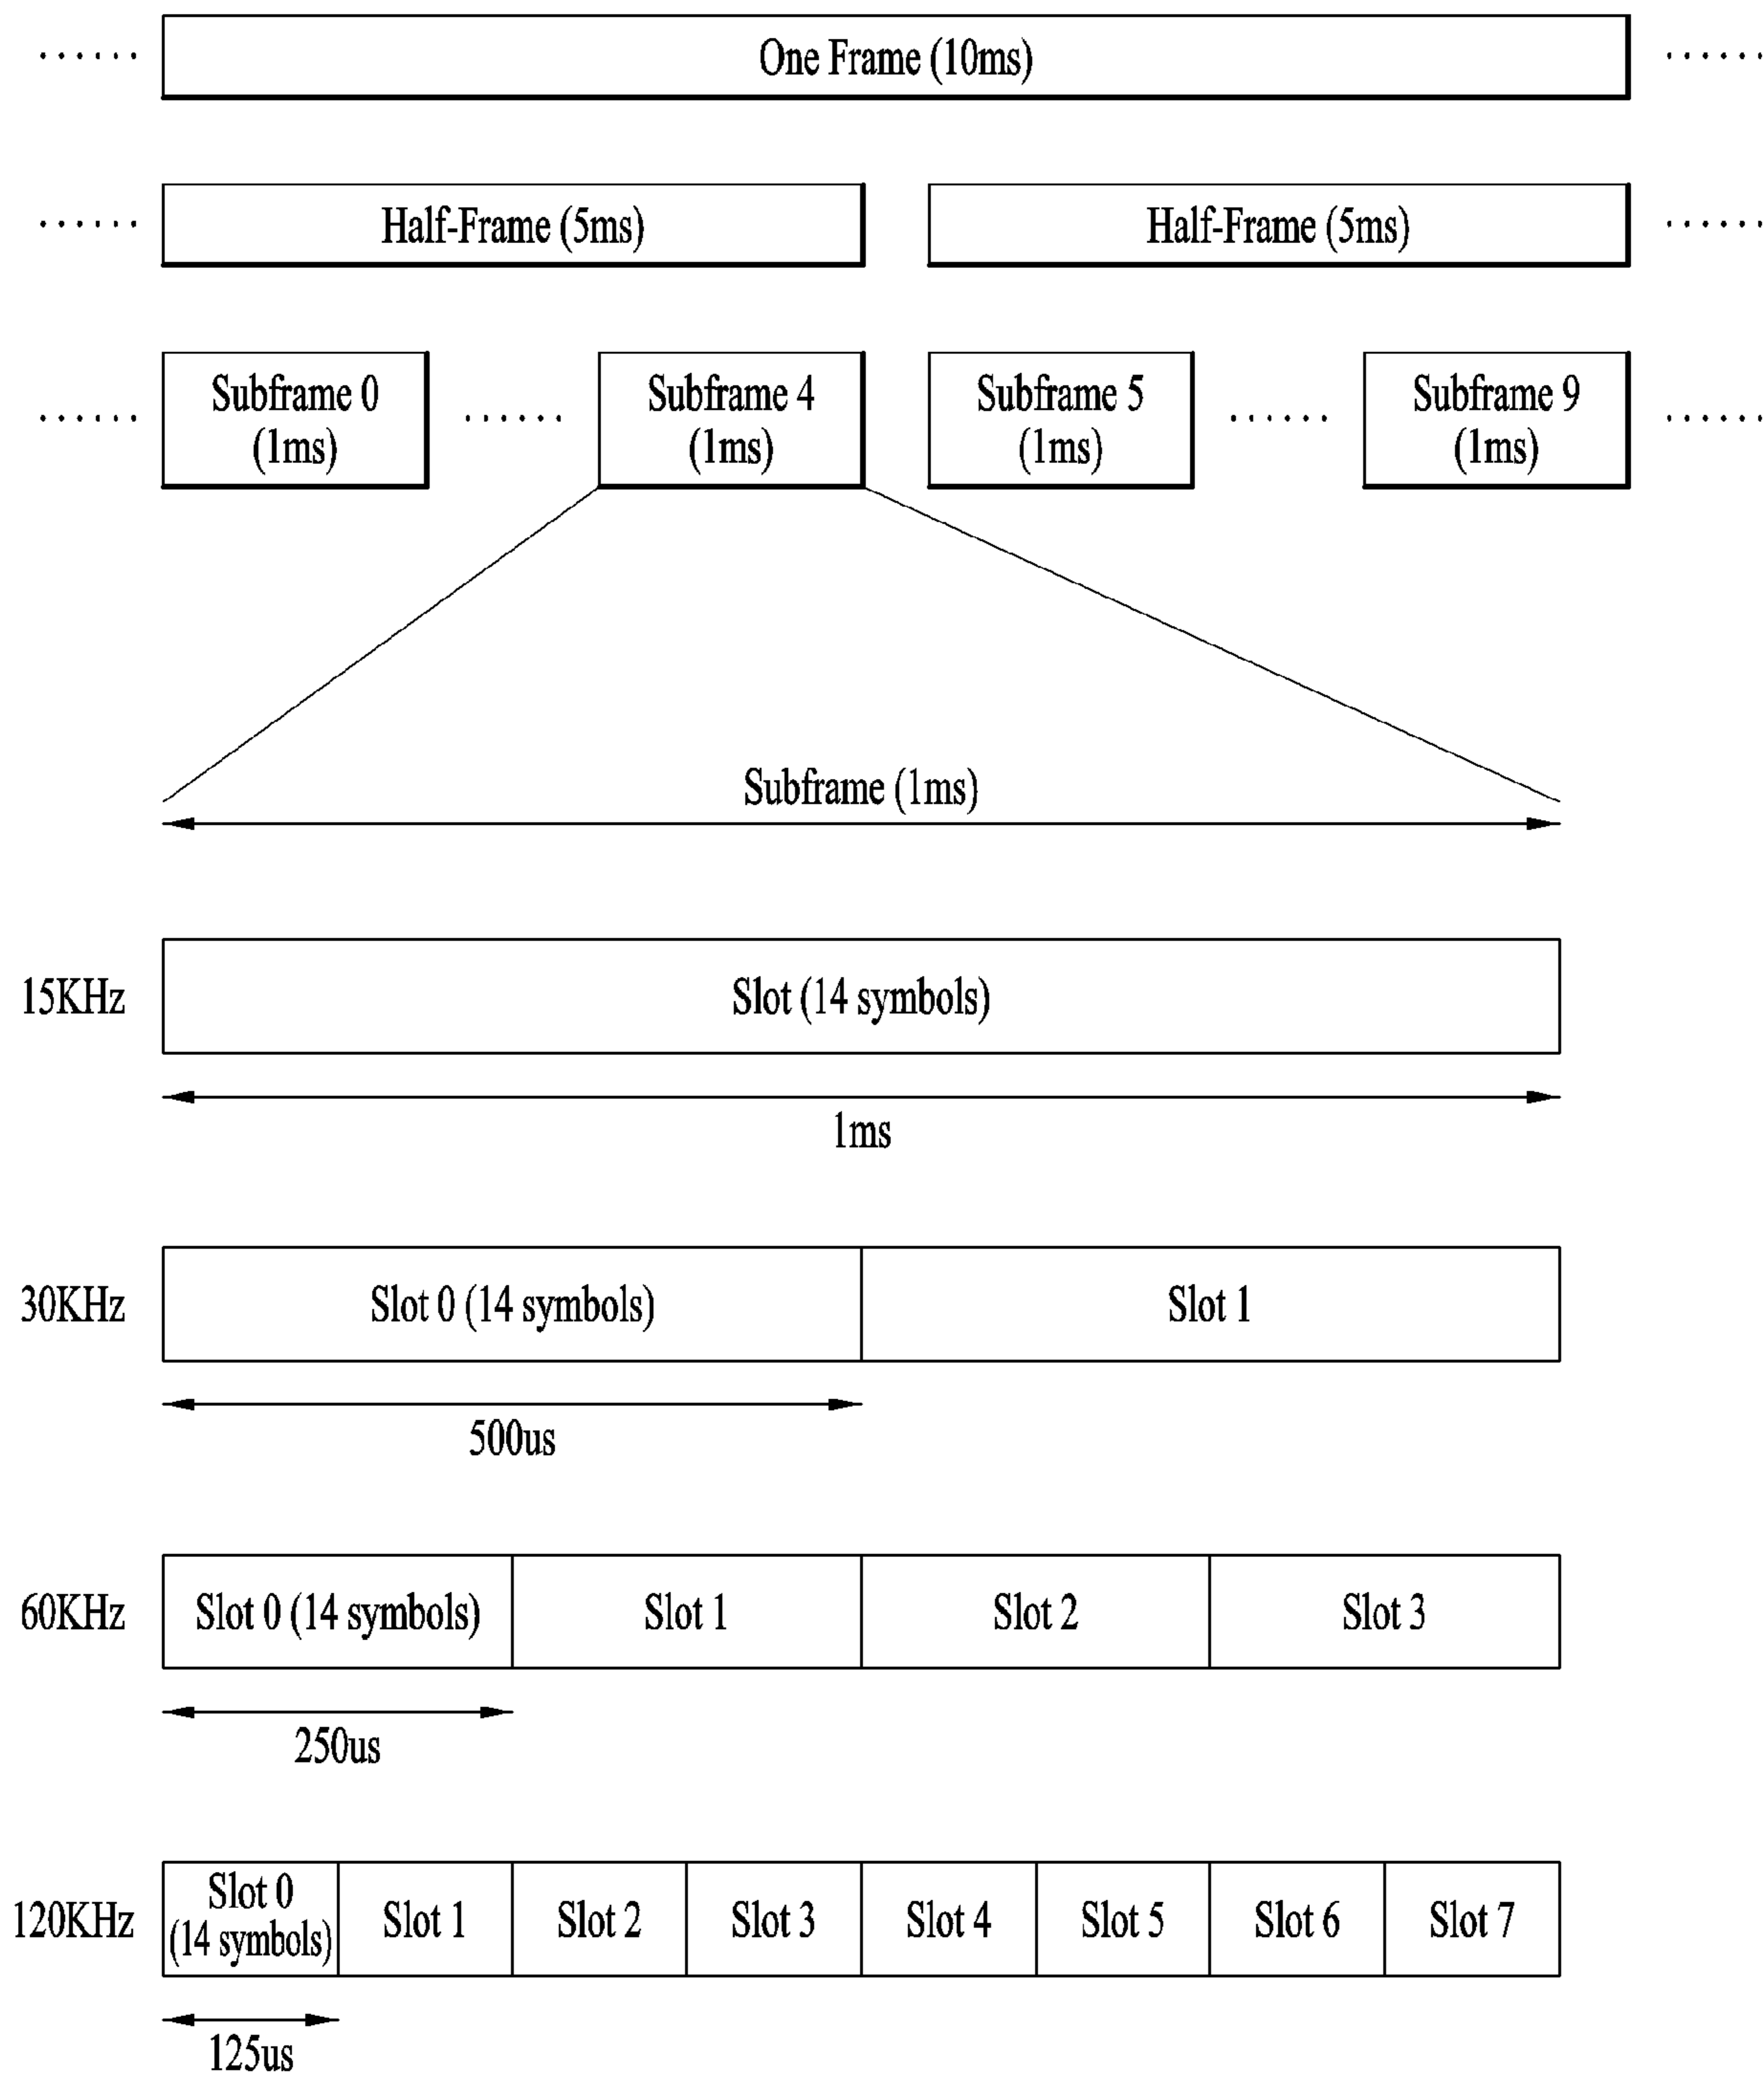 ...... One Frame (10ms) ......
...... Half-Frame (5ms) Half-Frame (5ms) ......
Subframe 0 Subframe 4 Subframe 5 Subframe 9
...... (1ms) ...... (1ms) (1ms) ...... (1ms) ......
Subframe (1ms)
15KHz Slot (14 symbols)
1ms
30KHz Slot 0 (14 symbols) Slot 1
500us
60KHz Slot 0 (14 symbols) Slot 1 Slot 2 Slot 3
250us
120KHz Slot 0
(14 symbols) Slot 1 Slot 2 Slot 3 Slot 4 Slot 5 Slot 6 Slot 7
125us